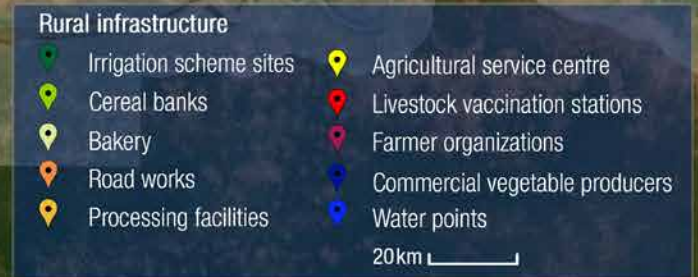 Rural infrastructure
Irrigation scheme sites
Cereal banks
Bakery
Road works
Processing facilities
Agricultural service centre
Livestock vaccination stations
Farmer organizations
Commercial vegetable producers
Water points
20km